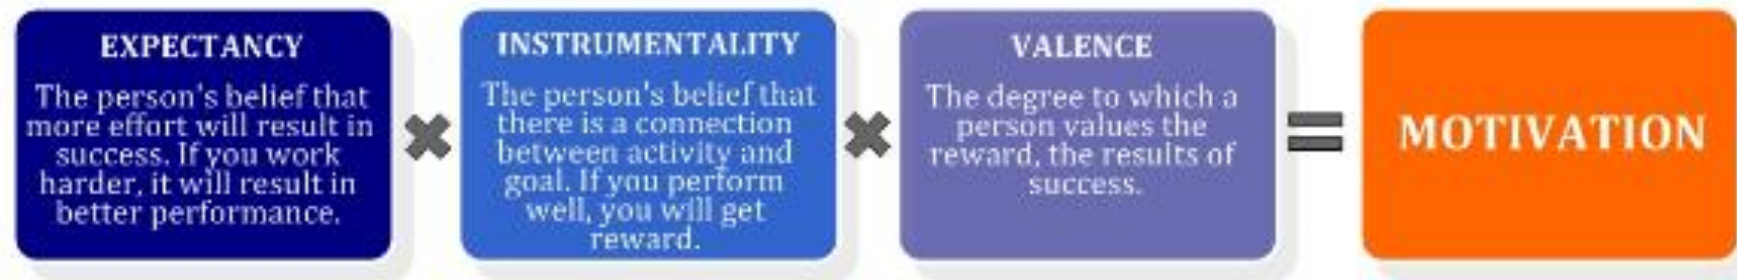 EXPECTANCY
The person's belief that
more effort will result in
success. If you work
harder, it will result in
better performance.
INSTRUMENTALITY
The person's belief that
there is a connection
between activity and
goal. If you perform
well, you will get
reward.
VALENCE
The degree to which a
person values the
reward, the results of
success.
MOTIVATION